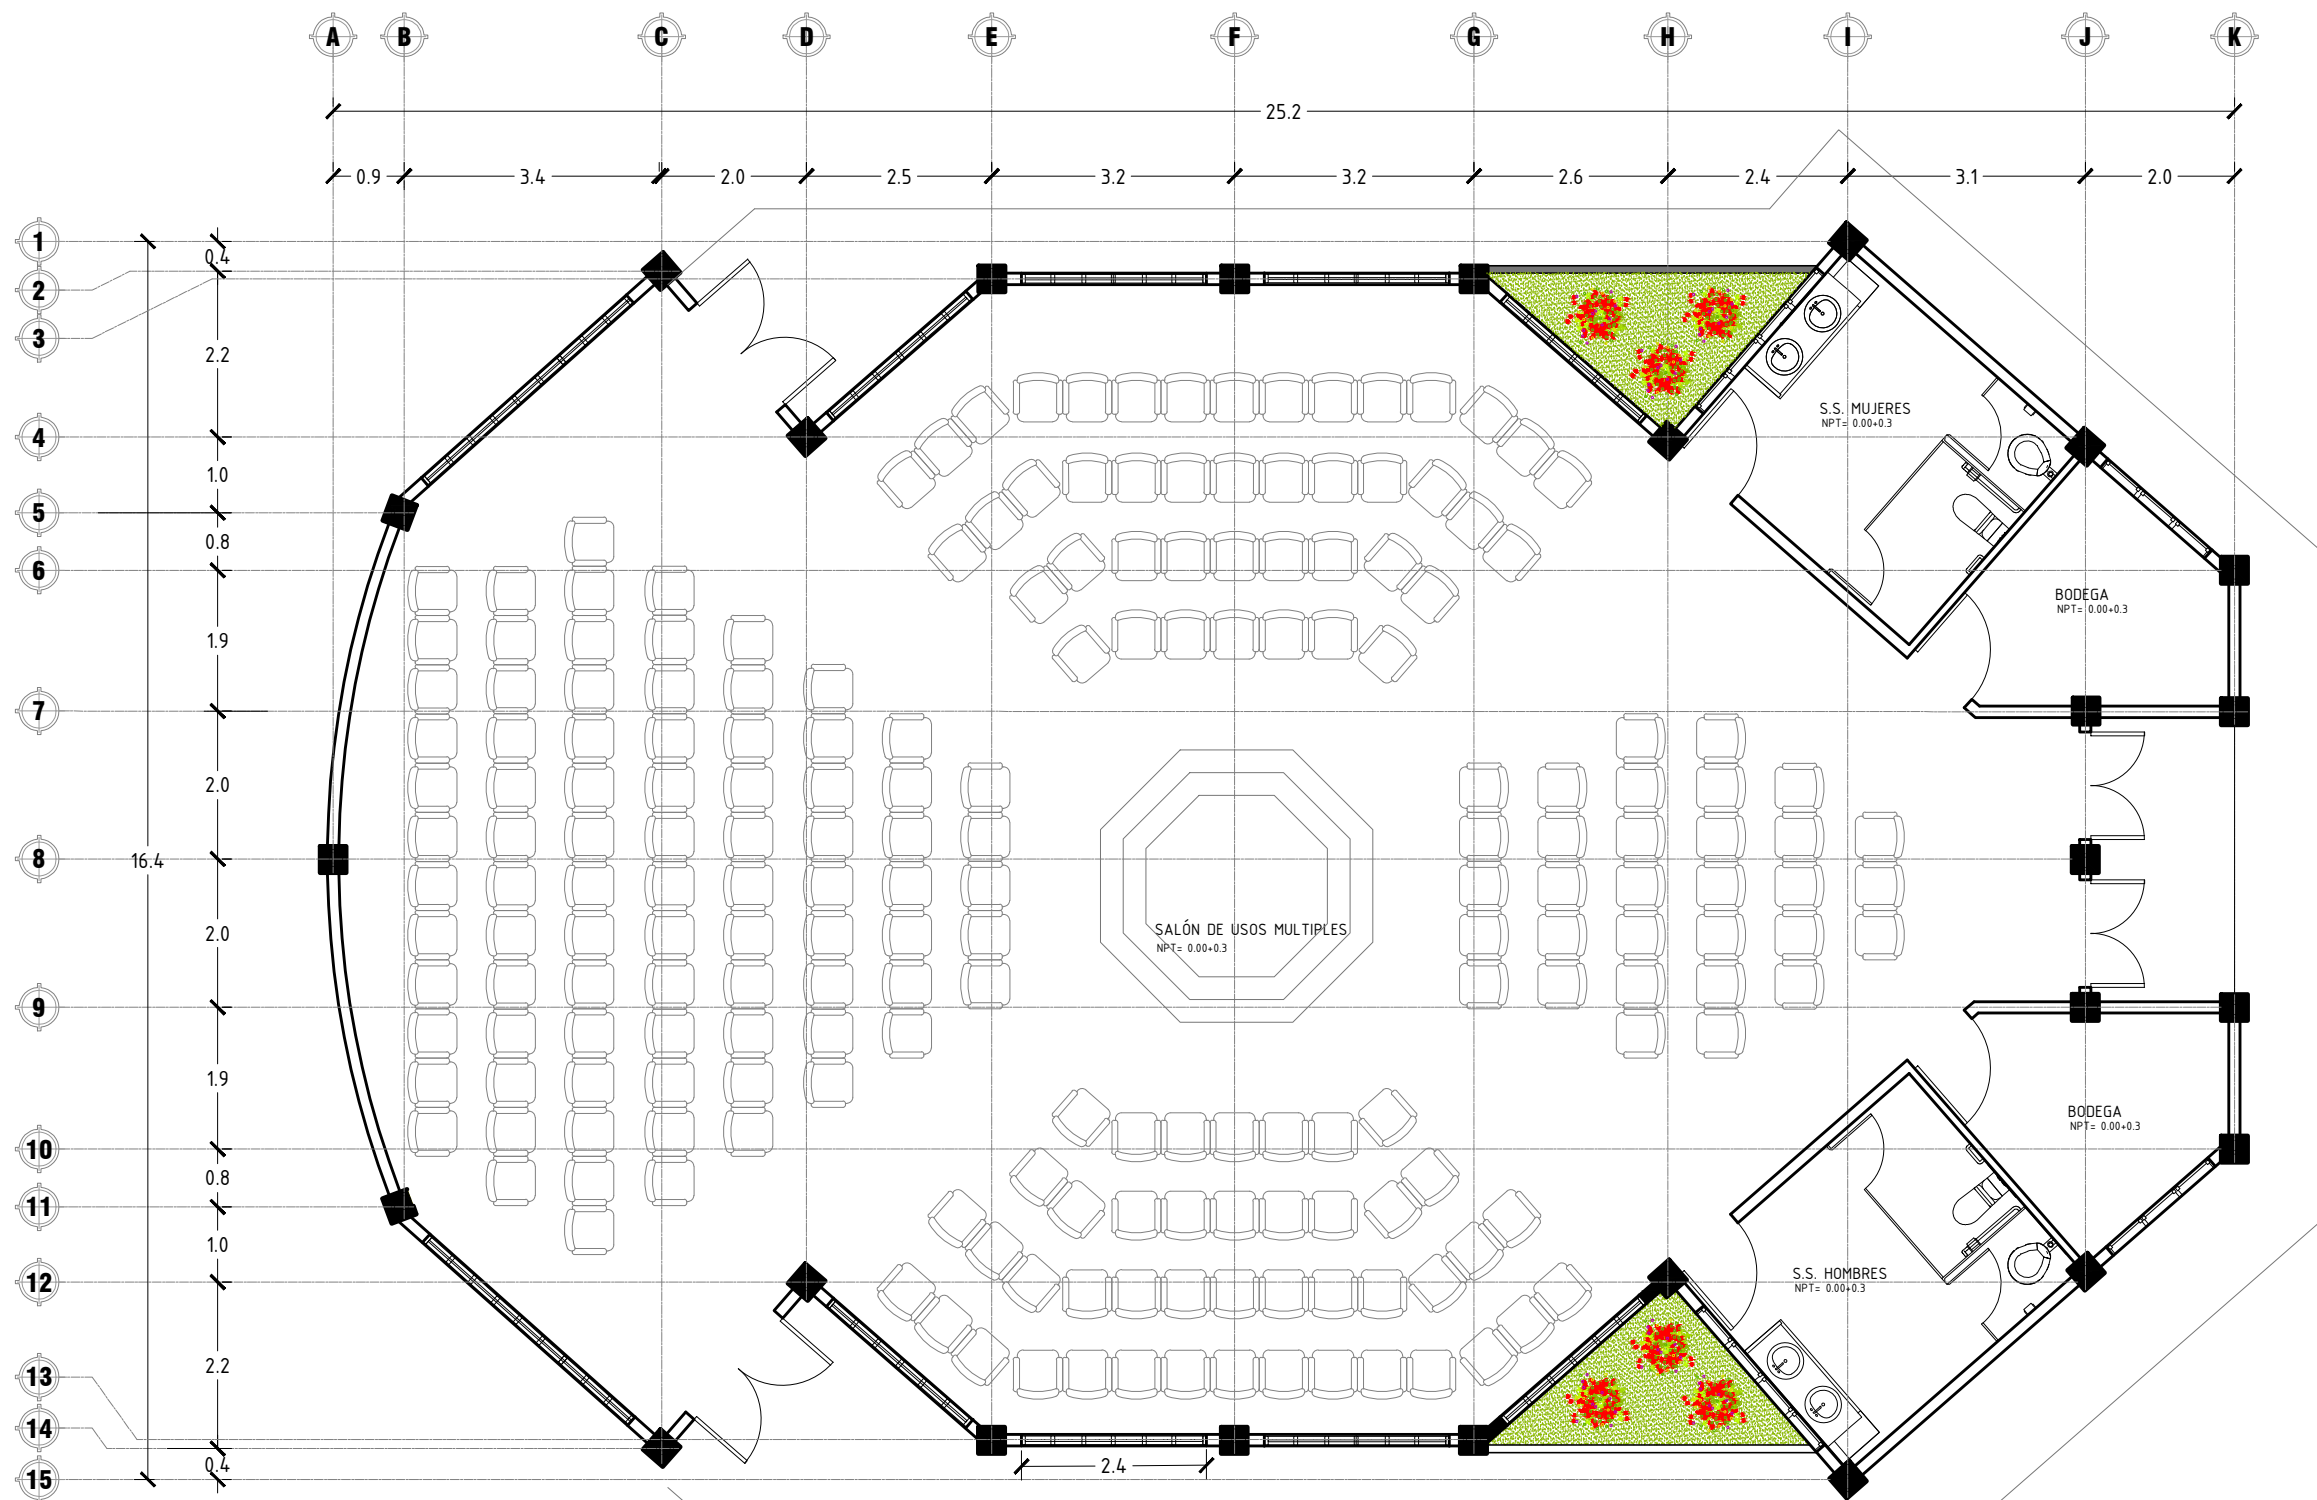 A B C D E F G H I J K
25.2
0.9 3.4 2.0 2.5 3.2 3.2 2.6 2.4 3.1 2.0
1
0.4
2
3
2.2
S.S. MUJERES
NPT= 0.00+0.3
4
1.0
5
0.8
6
BODEGA
NPT= 0.00+0.3
1.9
7
2.0
8
16.4
2.0
SALÓN DE USOS MULTIPLES
NPT= 0.00+0.3
9
1.9
BODEGA
NPT= 0.00+0.3
10
0.8
11
1.0
S.S. HOMBRES
NPT= 0.00+0.3
12
2.2
13
14
0.4
2.4
15